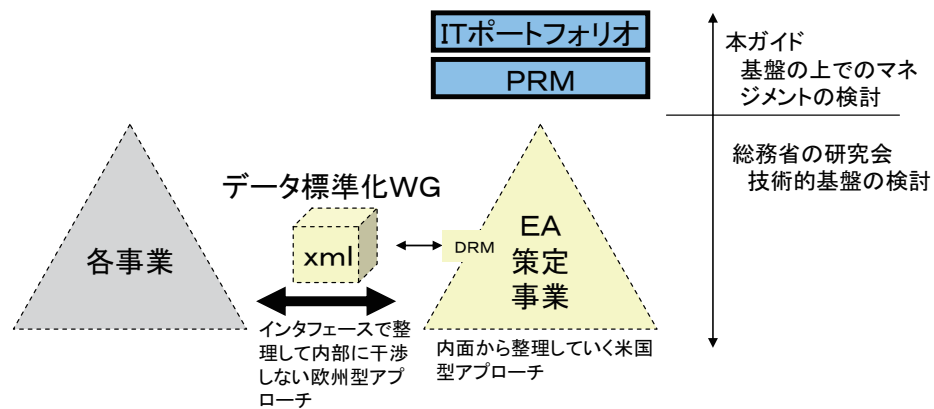 ITポートフォリオ
PRM
本ガイド
基盤の上でのマネ
ジメントの検討
総務省の研究会
技術的基盤の検討
データ標準化WG
各事業
xml
DRM
EA
策定
事業
インタフェースで整
理して内部に干渉
しない欧州型アプ
ローチ
内面から整理していく米国
型アプローチ